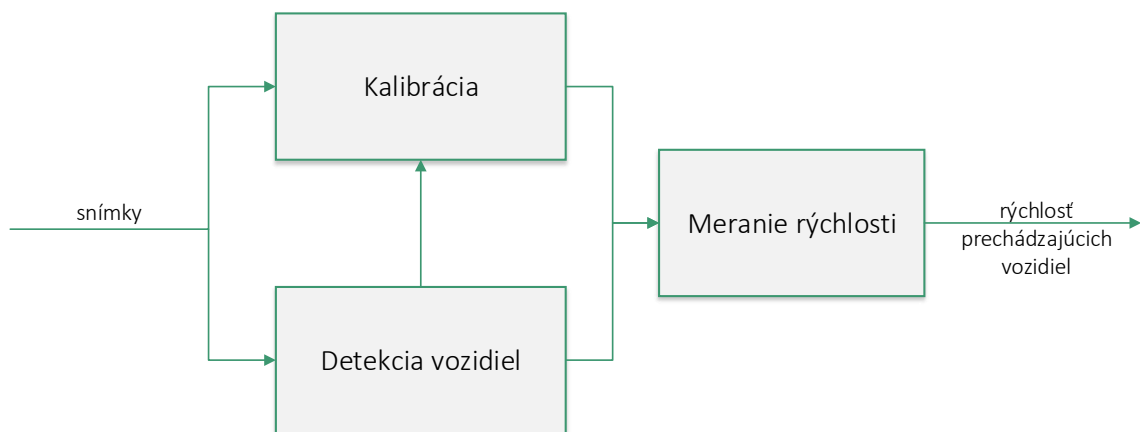 Kalibrácia
snímky
Detekcia vozidiel
Meranie rýchlosti
rýchlosť
prechádzajúcich
vozidiel